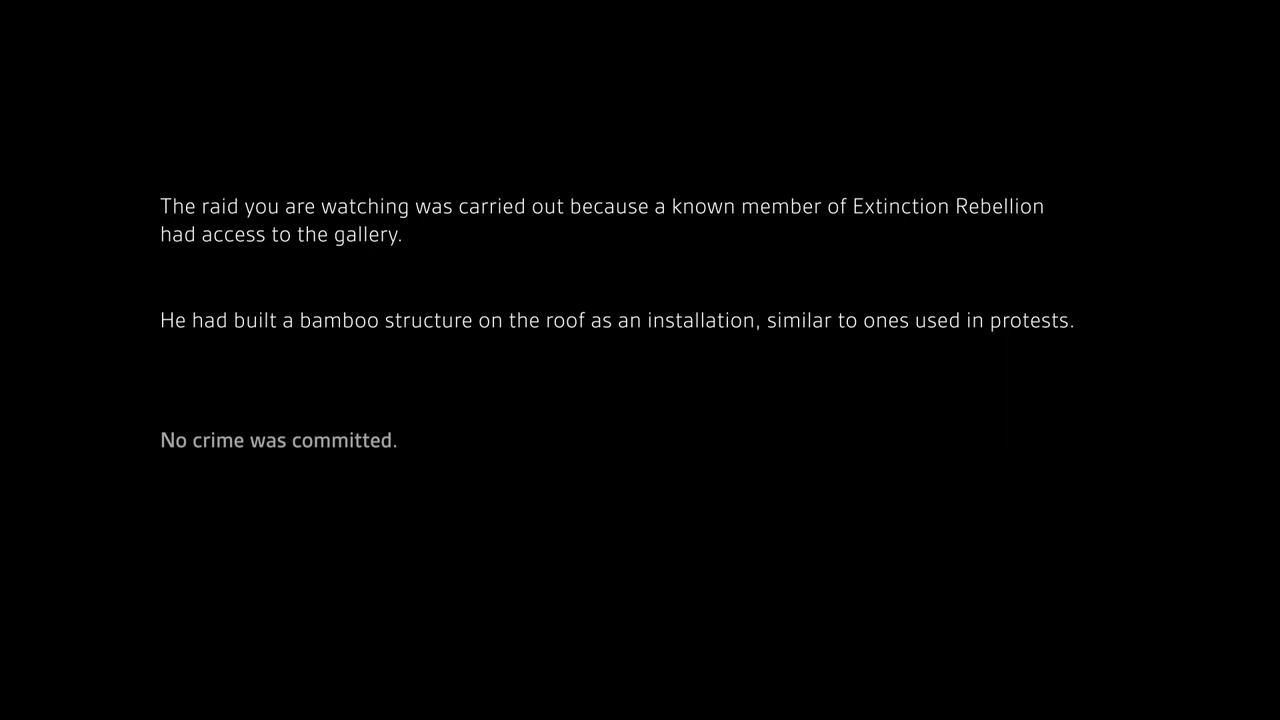 The raid you are watching was carried out because a known member of Extinction Rebellion
had access to the gallery.
He had built a bamboo structure on the roof as an installation, similar to ones used in protests.
No crime was committed.